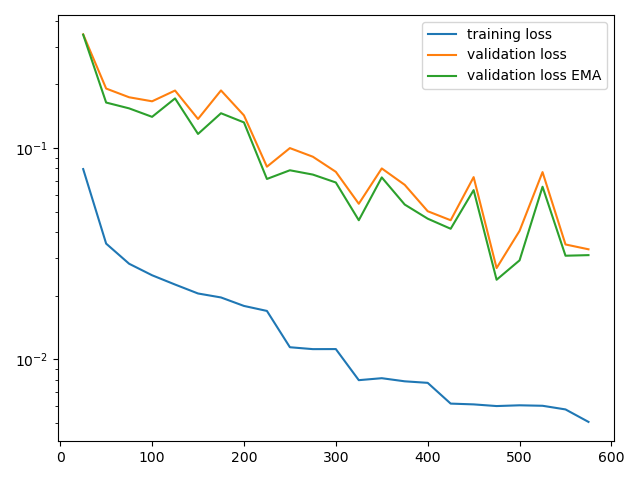 training loss
validation loss
validation loss EMA
10⁻¹
10⁻²
0 100 200 300 400 500 600